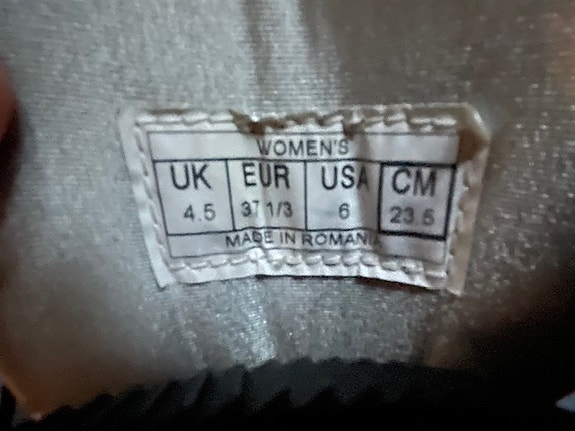 WOMEN'S
UK EUR USA CM
4.5 37 1/3 6 23.5
MADE IN ROMANIA